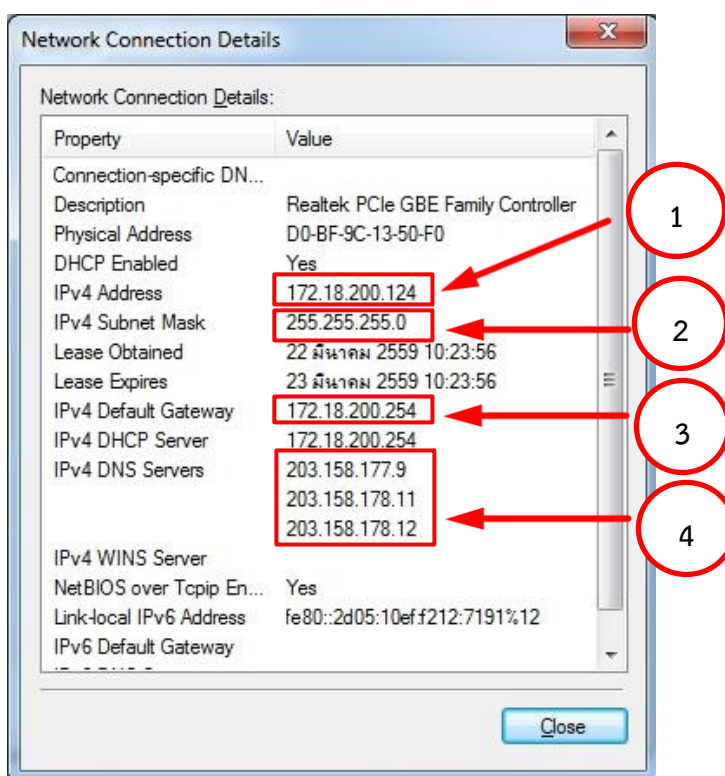 Network Connection Details
Network Connection Details:
Property Value
Connection-specific DN...
Description Realtek PCIe GBE Family Controller
1
Physical Address D0-BF-9C-13-50-F0
DHCP Enabled Yes
IPv4 Address 172.18.200.124
IPv4 Subnet Mask 255.255.255.0
2
Lease Obtained 22 มีนาคม 2559 10:23:56
Lease Expires 23 มีนาคม 2559 10:23:56
IPv4 Default Gateway 172.18.200.254
3
IPv4 DHCP Server 172.18.200.254
IPv4 DNS Servers 203.158.177.9
203.158.178.11
203.158.178.12
4
IPv4 WINS Server
NetBIOS over Tcpip En... Yes
Link-local IPv6 Address fe80::2d05:10ef:f212:7191%12
IPv6 Default Gateway
Close